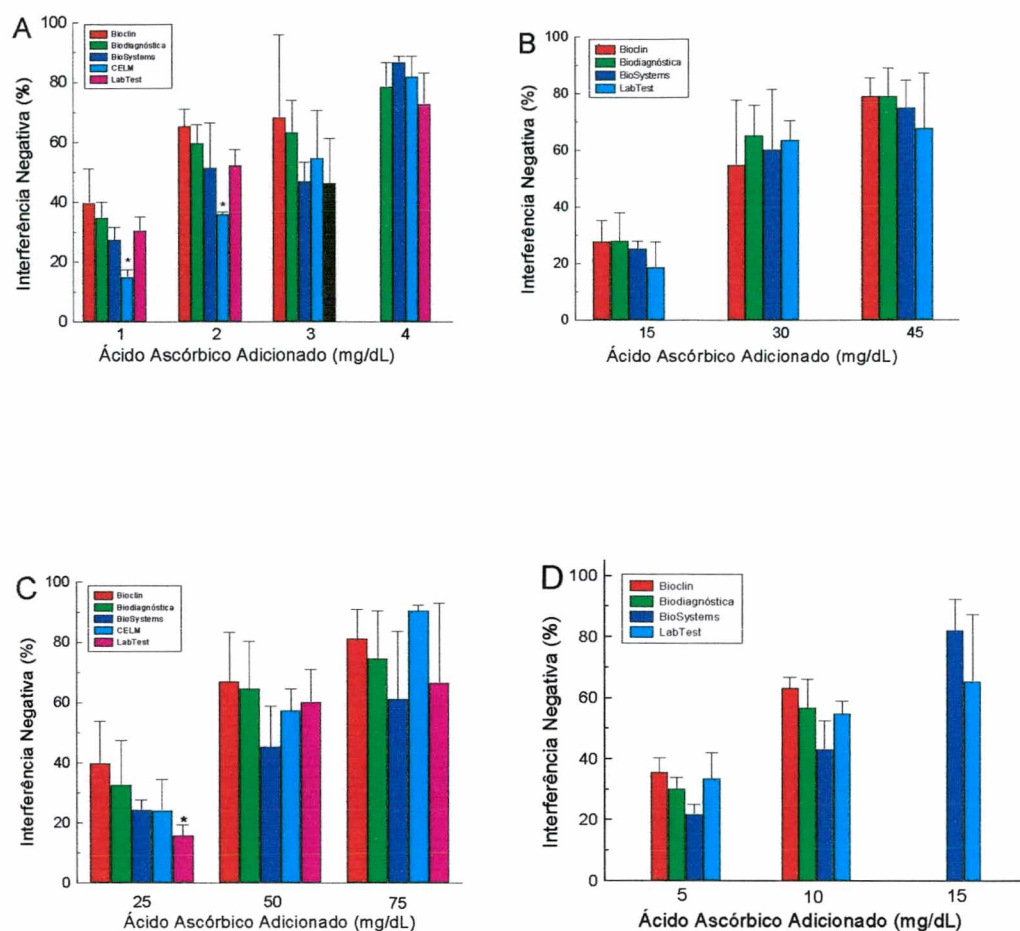 A
Interferência Negativa (%)
100
80
60
40
20
0
Bioclin
Biodiagnóstica
BioSystems
CELM
LabTest
*
*
1 2 3 4
Ácido Ascórbico Adicionado (mg/dL)
B
Interferência Negativa (%)
100
80
60
40
20
0
Bioclin
Biodiagnóstica
BioSystems
LabTest
15 30 45
Ácido Ascórbico Adicionado (mg/dL)
C
Interferência Negativa (%)
100
80
60
40
20
0
Bioclin
Biodiagnóstica
BioSystems
CELM
LabTest
*
25 50 75
Ácido Ascórbico Adicionado (mg/dL)
D
Interferência Negativa (%)
100
80
60
40
20
0
Bioclin
Biodiagnóstica
BioSystems
LabTest
5 10 15
Ácido Ascórbico Adicionado (mg/dL)